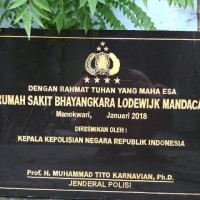 DENGAN RAHMAT TUHAN YANG MAHA ESA
RUMAH SAKIT BHAYANGKARA LODEWIJK MANDACA
Manokwari, Januari 2018
DIRESMIKAN OLEH :
KEPALA KEPOLISIAN NEGARA REPUBLIK INDONESIA
Prof. H. MUHAMMAD TITO KARNAVIAN, Ph.D.
JENDERAL POLISI